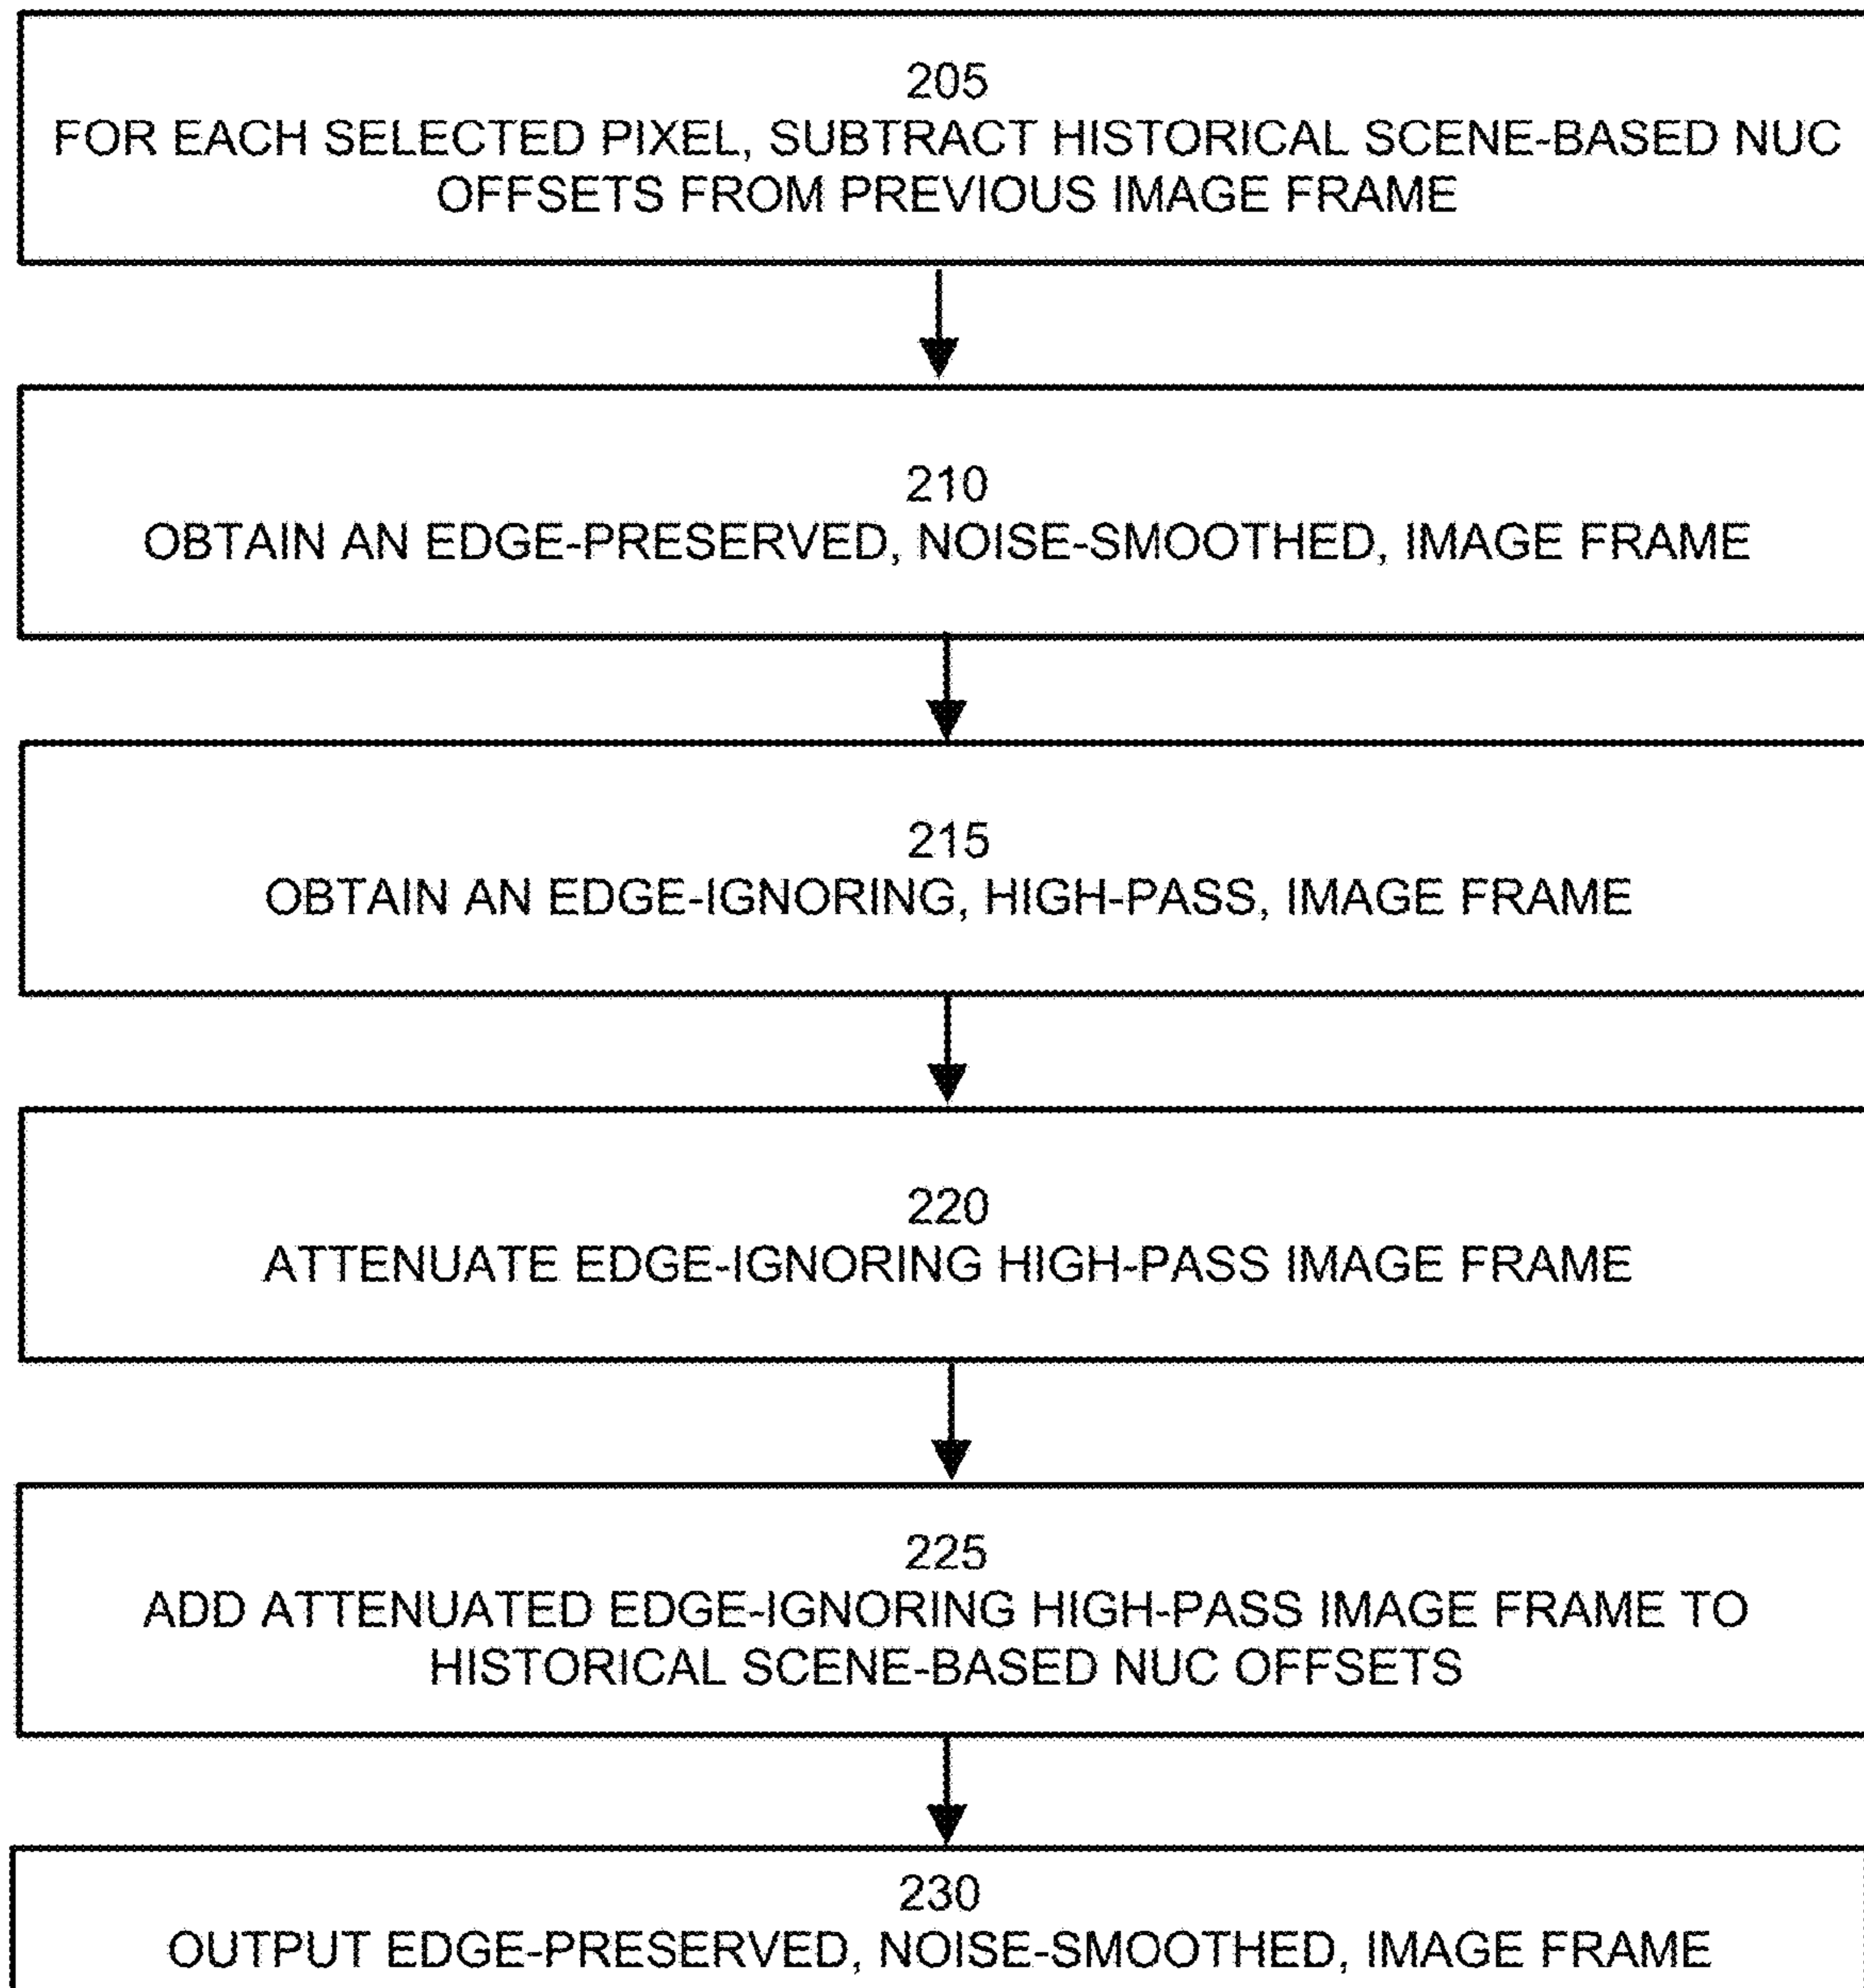 205
FOR EACH SELECTED PIXEL, SUBTRACT HISTORICAL SCENE-BASED NUC
OFFSETS FROM PREVIOUS IMAGE FRAME
210
OBTAIN AN EDGE-PRESERVED, NOISE-SMOOTHED, IMAGE FRAME
215
OBTAIN AN EDGE-IGNORING, HIGH-PASS, IMAGE FRAME
220
ATTENUATE EDGE-IGNORING HIGH-PASS IMAGE FRAME
225
ADD ATTENUATED EDGE-IGNORING HIGH-PASS IMAGE FRAME TO
HISTORICAL SCENE-BASED NUC OFFSETS
230
OUTPUT EDGE-PRESERVED, NOISE-SMOOTHED, IMAGE FRAME